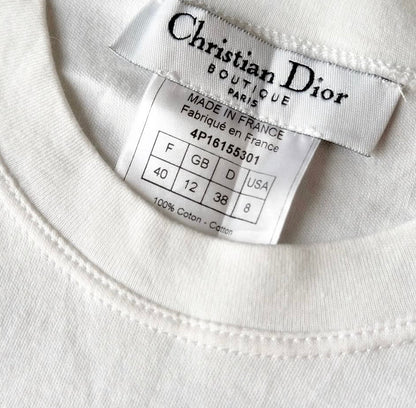 Christian Dior
BOUTIQUE
PARIS
MADE IN FRANCE
Fabriqué en France
4P16155301
F GB D USA
40 12 38 8
100% Coton - Cotton